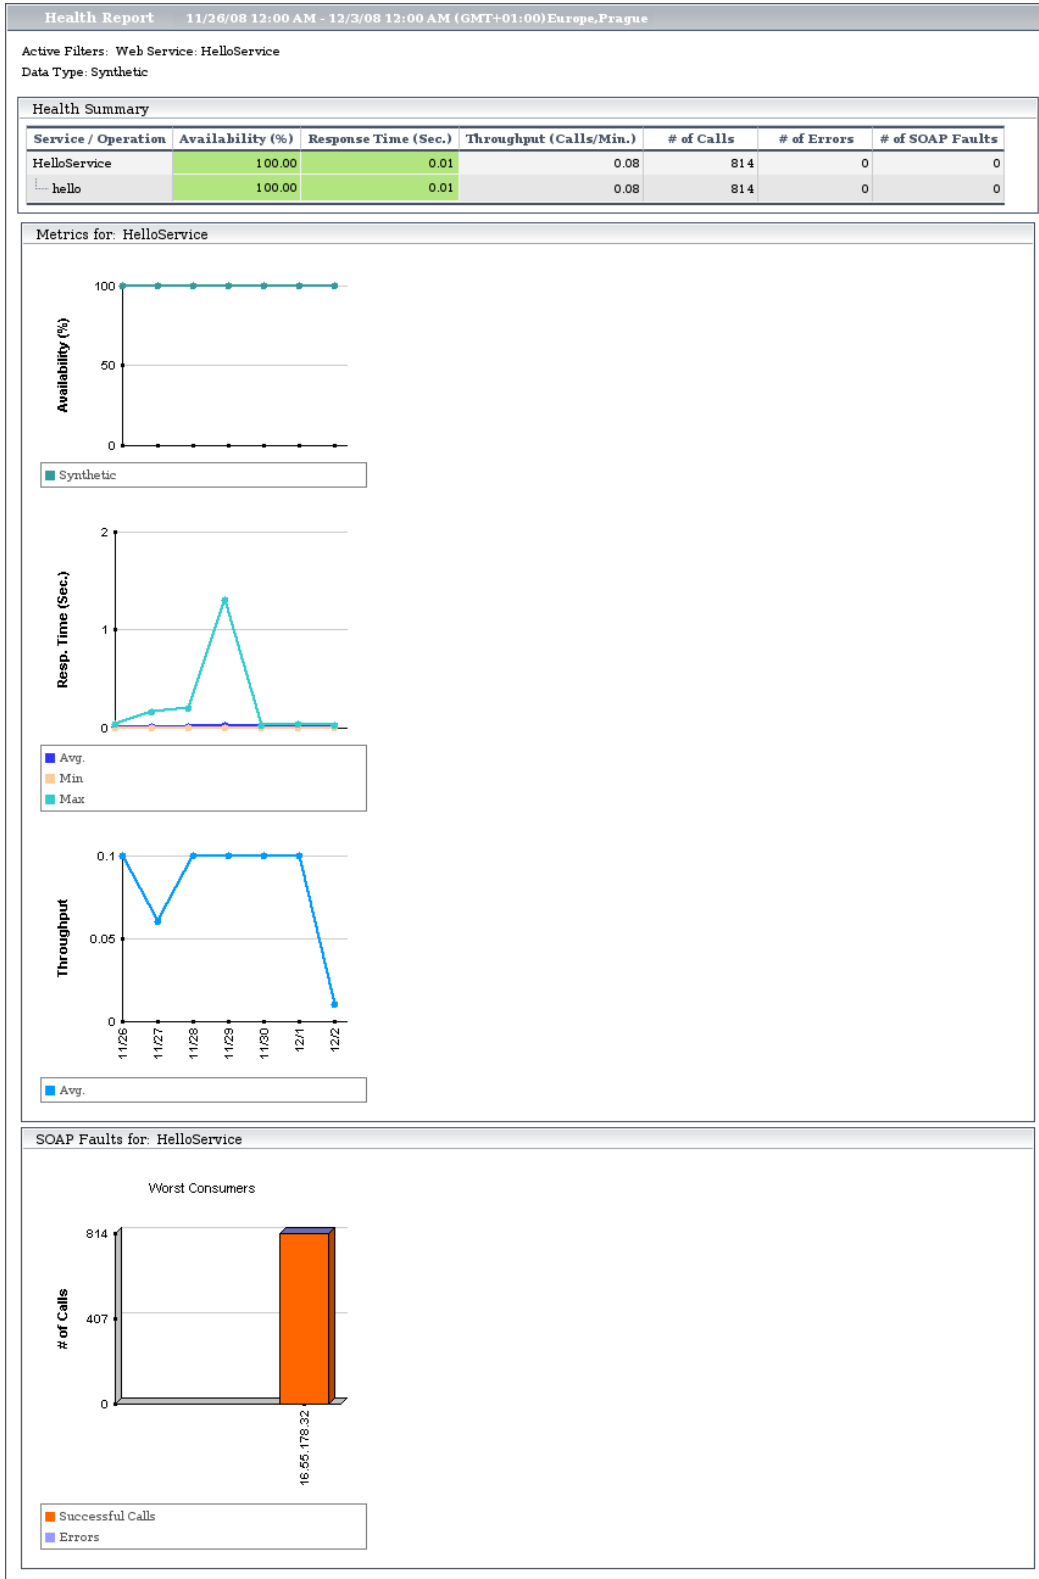 Health Report 11/26/08 12:00 AM - 12/3/08 12:00 AM (GMT+01:00)Europe,Prague
Active Filters: Web Service: HelloService
Data Type: Synthetic
Health Summary
Service / Operation Availability (%) Response Time (Sec.) Throughput (Calls/Min.) # of Calls # of Errors # of SOAP Faults
HelloService 100.00 0.01 0.08 814 0 0
hello 100.00 0.01 0.08 814 0 0
Metrics for: HelloService
Availability (%)
100
50
0
Synthetic
Resp. Time (Sec.)
2
1
0
Avg.
Min
Max
Throughput
0.1
0.05
0
11/26 11/27 11/28 11/29 11/30 12/1 12/2
Avg.
SOAP Faults for: HelloService
Worst Consumers
# of Calls
814
407
0
16.55.178.32
Successful Calls
Errors